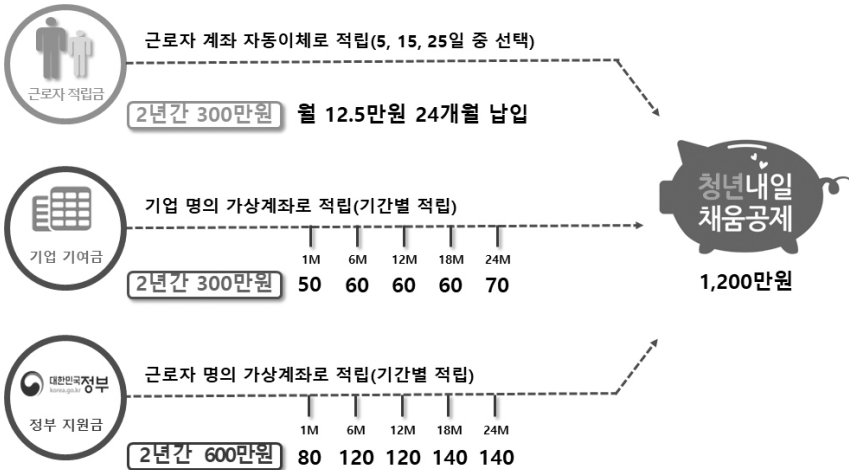 근로자 계좌 자동이체로 적립(5, 15, 25일 중 선택)
근로자 적립금
2년간 300만원 월 12.5만원 24개월 납입
청년내일
채움공제
1,200만원
기업 명의 가상계좌로 적립(기간별 적립)
기업 기여금
1M 6M 12M 18M 24M
2년간 300만원 50 60 60 60 70
근로자 명의 가상계좌로 적립(기간별 적립)
대한민국정부
korea.go.kr
정부 지원금
1M 6M 12M 18M 24M
2년간 600만원 80 120 120 140 140